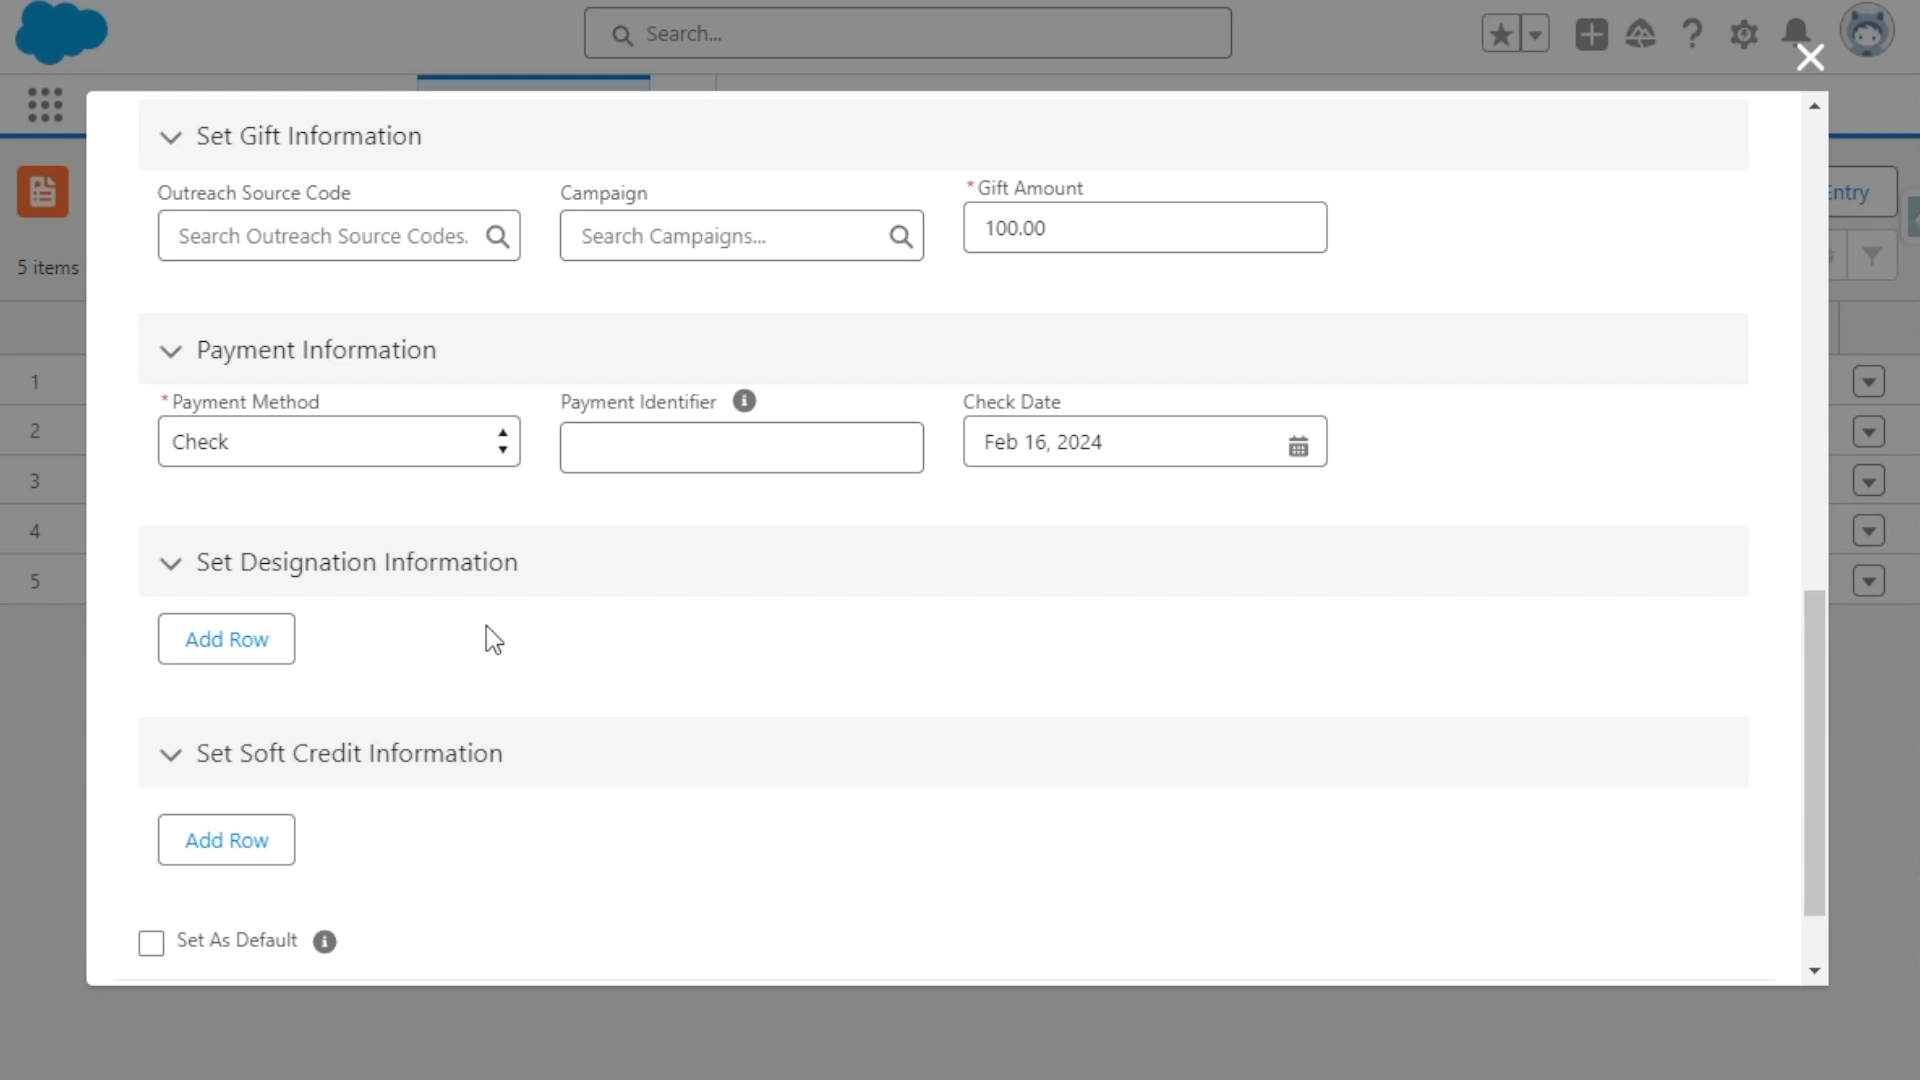 Search...
Entry
5 items
1
2
3
4
5
Set Gift Information
Outreach Source Code
Campaign
* Gift Amount
Search Outreach Source Codes.
Search Campaigns...
100.00
Payment Information
* Payment Method
Payment Identifier
Check Date
Check
Feb 16, 2024
Set Designation Information
Add Row
Set Soft Credit Information
Add Row
Set As Default